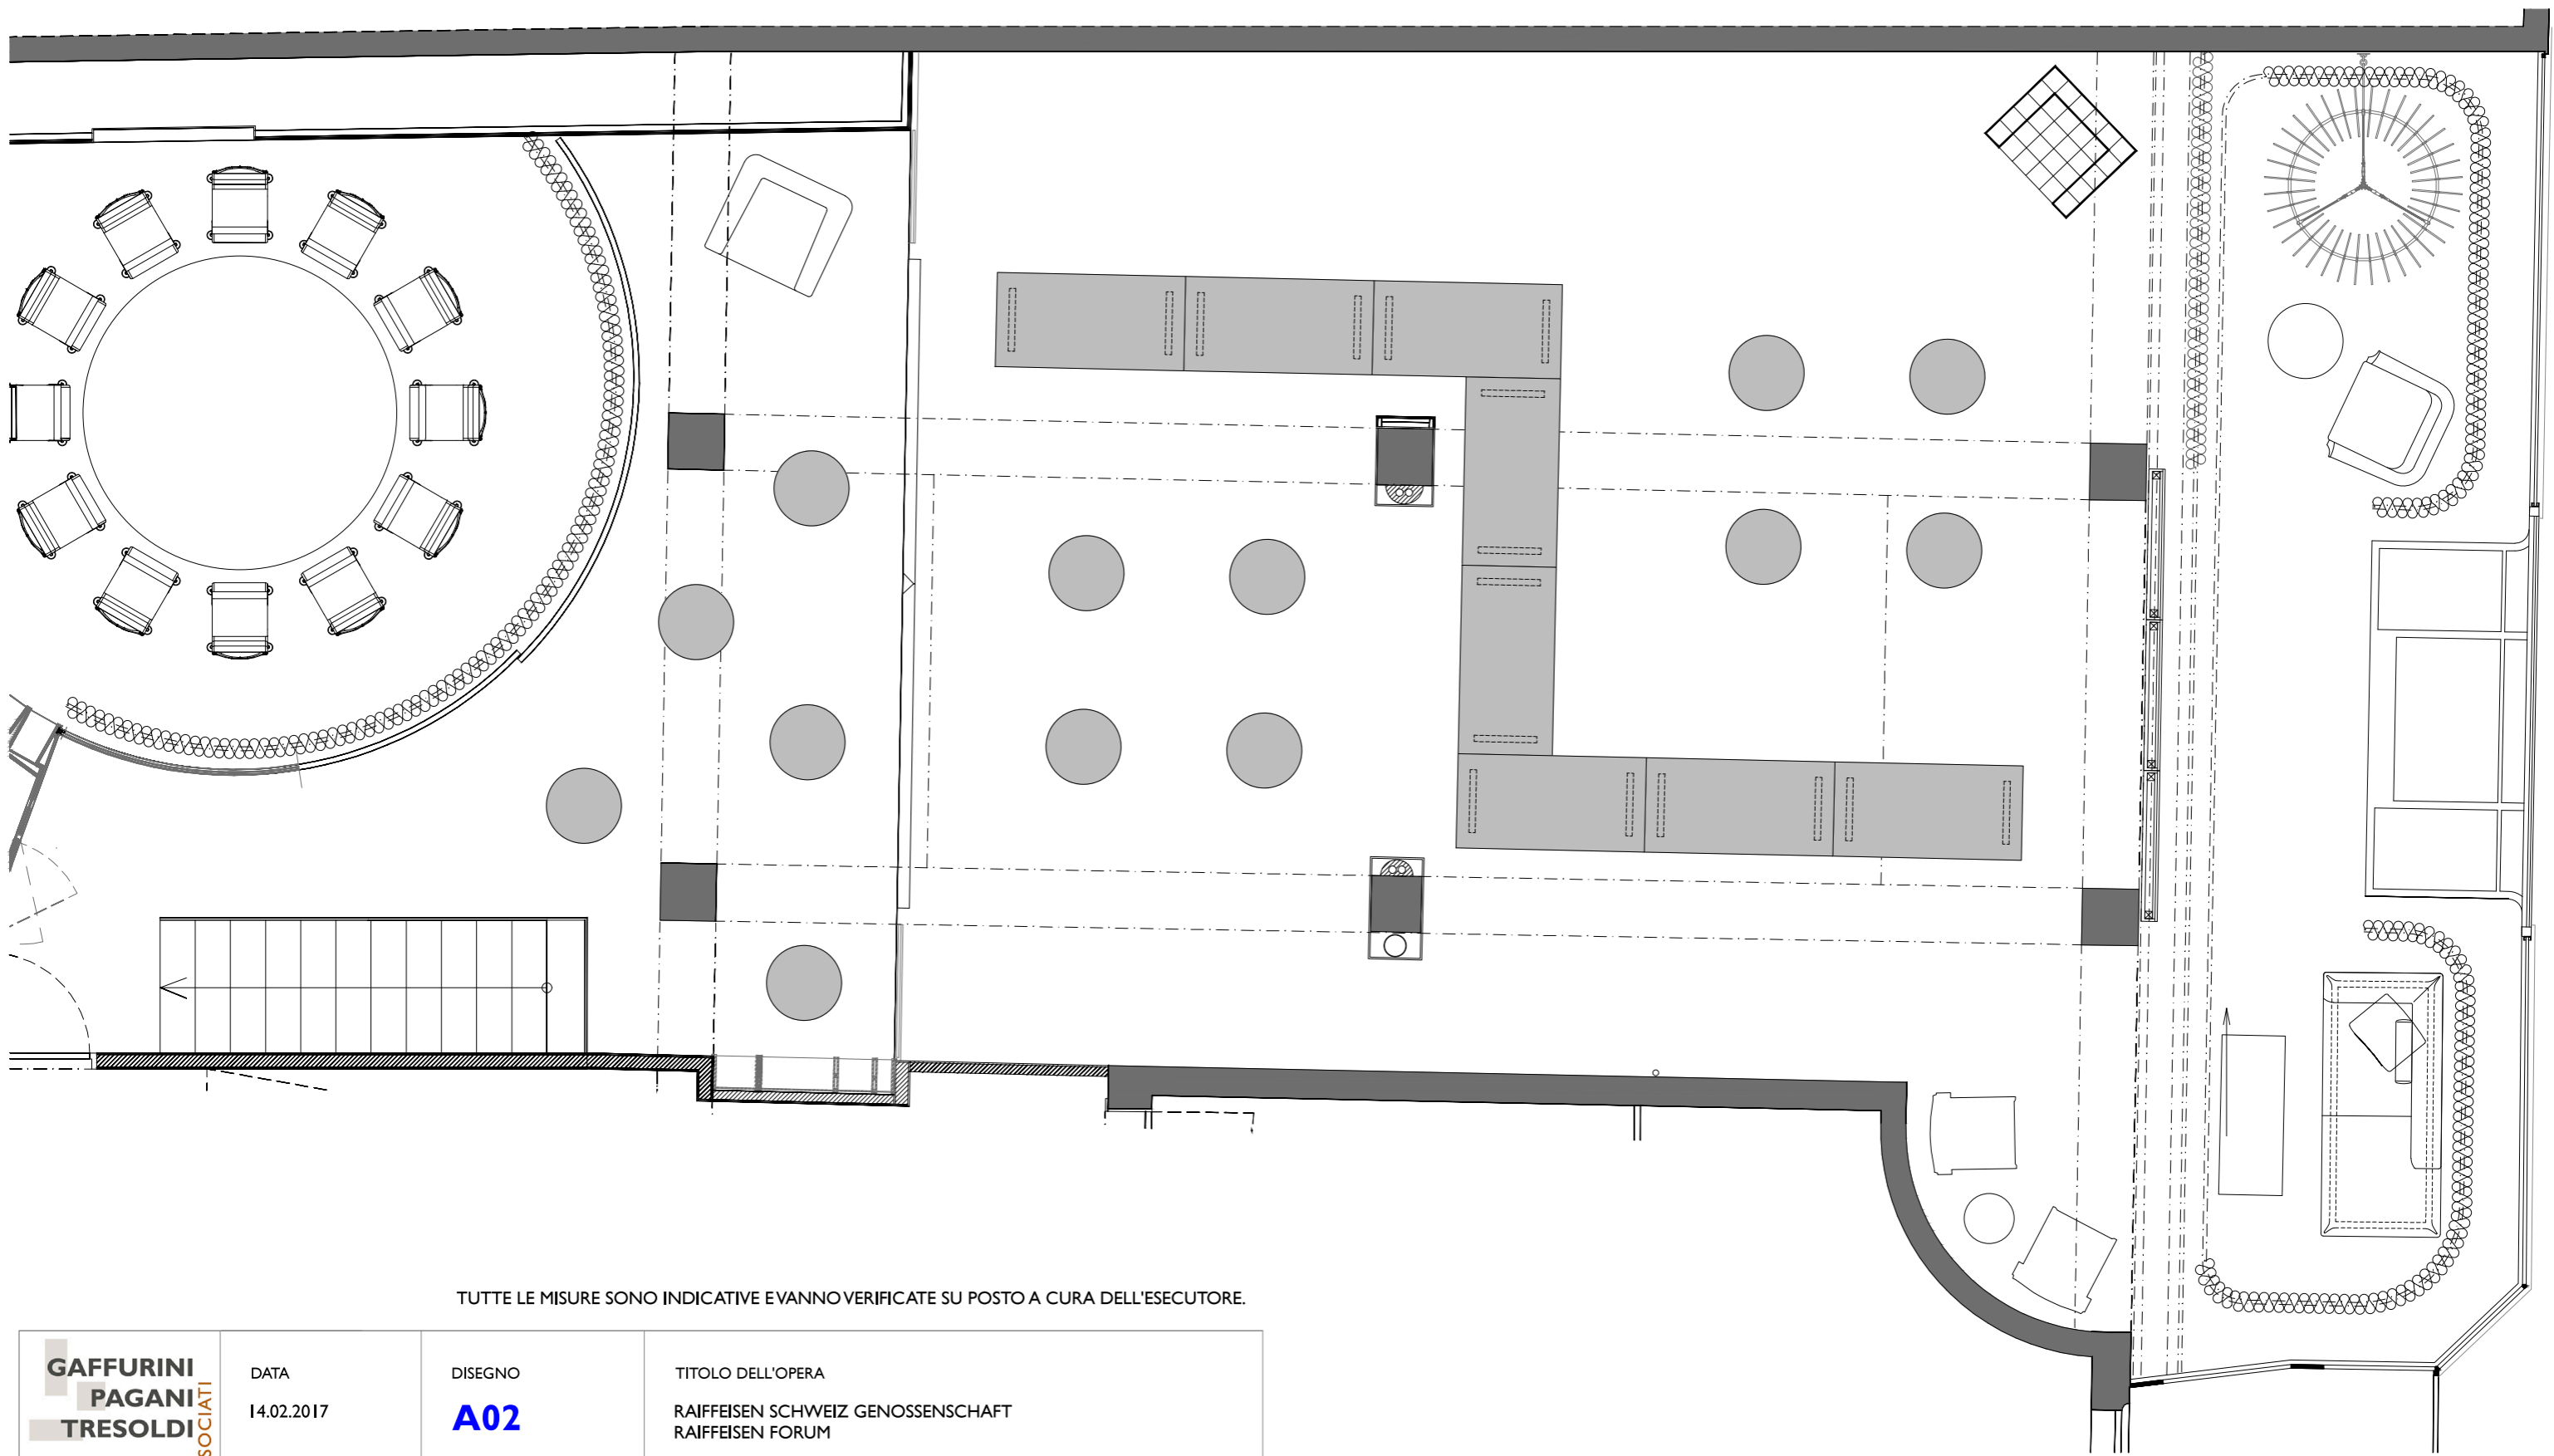 TUTTE LE MISURE SONO INDICATIVE E VANNO VERIFICATE SU POSTO A CURA DELL'ESECUTORE.
GAFFURINI
PAGANI
TRESOLDI
SOCIATI
DATA
14.02.2017
DISEGNO
A02
TITOLO DELL'OPERA
RAIFFEISEN SCHWEIZ GENOSSENSCHAFT
RAIFFEISEN FORUM